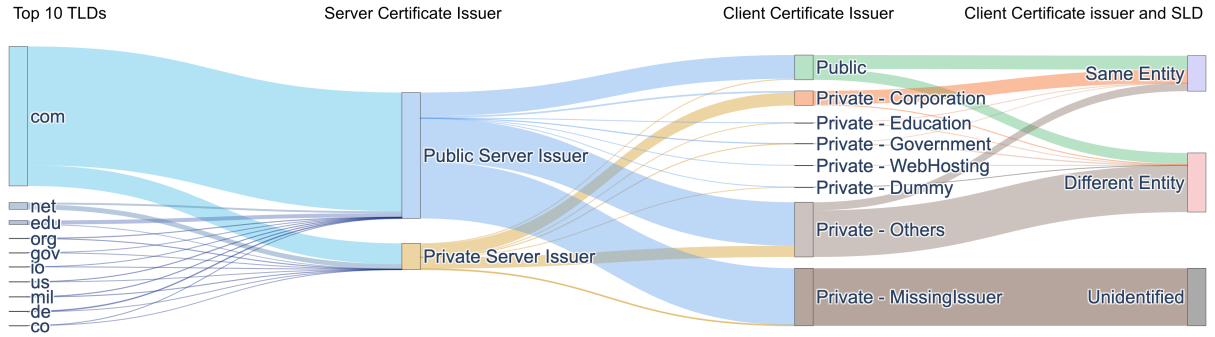 Top 10 TLDs
Server Certificate Issuer
Client Certificate Issuer
Client Certificate issuer and SLD
com
net
edu
org
gov
io
us
mil
de
co
Public Server Issuer
Private Server Issuer
Public
Private - Corporation
Private - Education
Private - Government
Private - WebHosting
Private - Dummy
Private - Others
Private - MissingIssuer
Same Entity
Different Entity
Unidentified